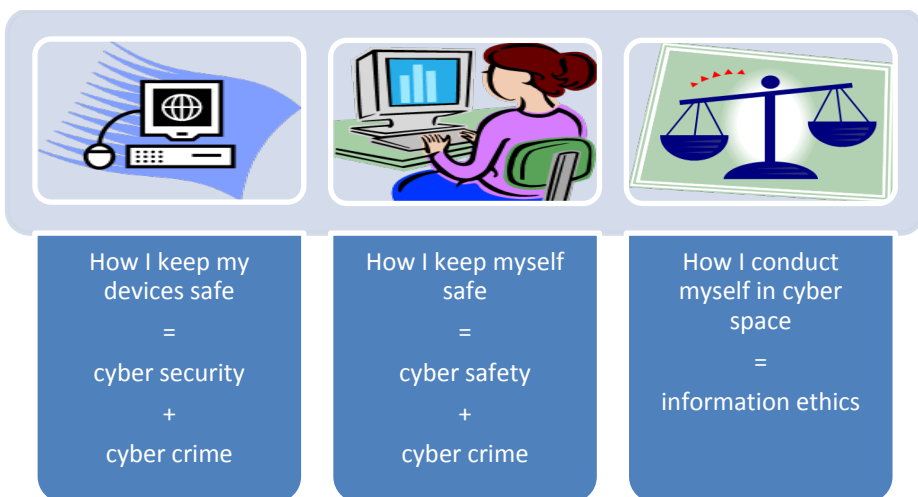 How I keep my
devices safe
=
cyber security
+
cyber crime
How I keep myself
safe
=
cyber safety
+
cyber crime
How I conduct
myself in cyber
space
=
information ethics